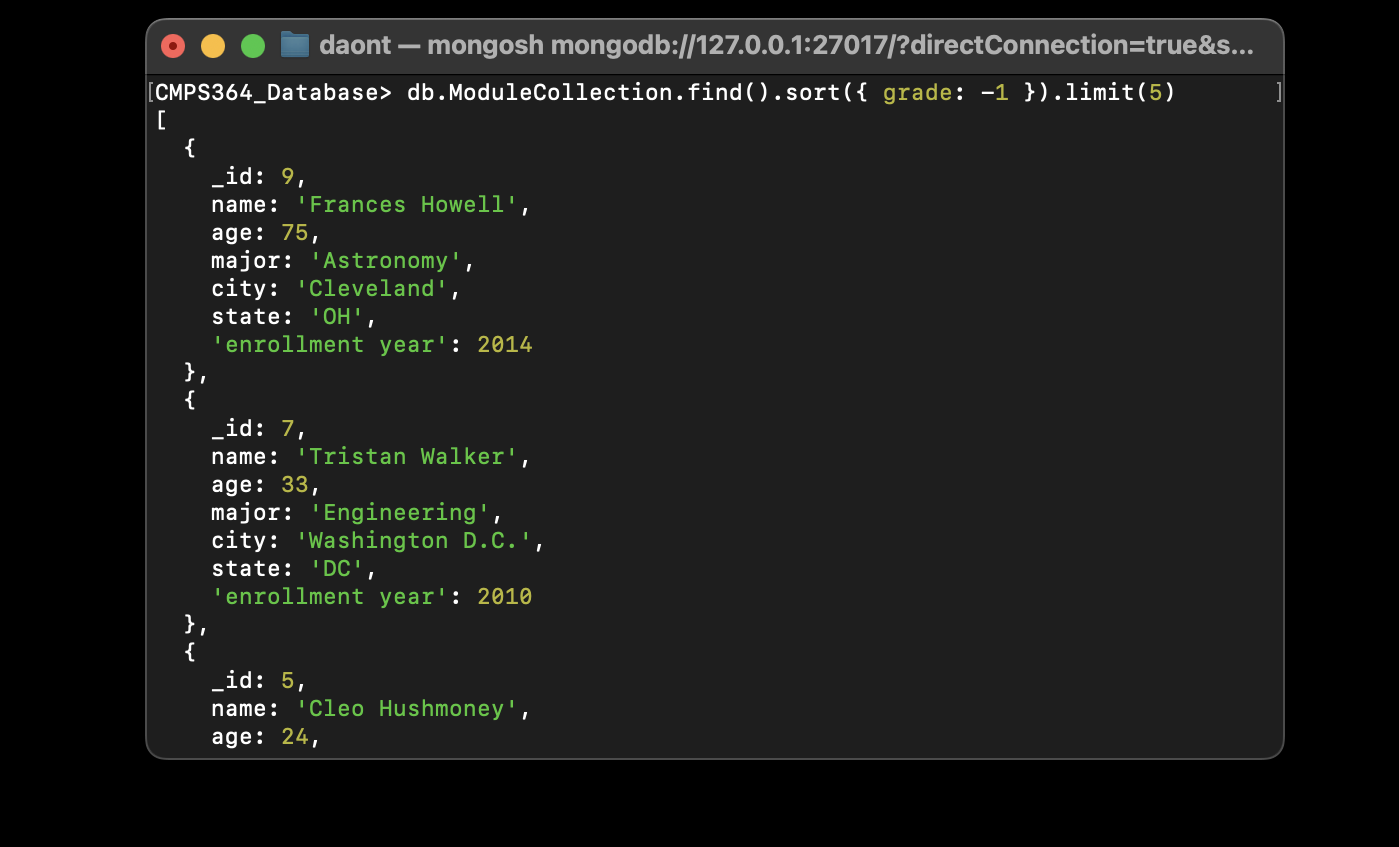 daont — mongosh mongodb://127.0.0.1:27017/?directConnection=true&s...
[CMPS364_Database> db.ModuleCollection.find().sort({ grade: -1 }).limit(5) ]
[
  {
    _id: 9,
    name: 'Frances Howell',
    age: 75,
    major: 'Astronomy',
    city: 'Cleveland',
    state: 'OH',
    'enrollment year': 2014
  },
  {
    _id: 7,
    name: 'Tristan Walker',
    age: 33,
    major: 'Engineering',
    city: 'Washington D.C.',
    state: 'DC',
    'enrollment year': 2010
  },
  {
    _id: 5,
    name: 'Cleo Hushmoney',
    age: 24,